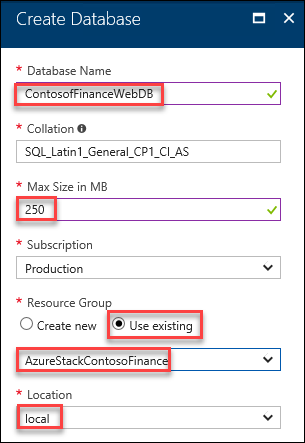 Create Database
* Database Name
ContosofFinanceWebDB
* Collation
SQL_Latin1_General_CP1_CI_AS
* Max Size in MB
250
* Subscription
Production
* Resource Group
Create new Use existing
AzureStackContosoFinance
* Location
local